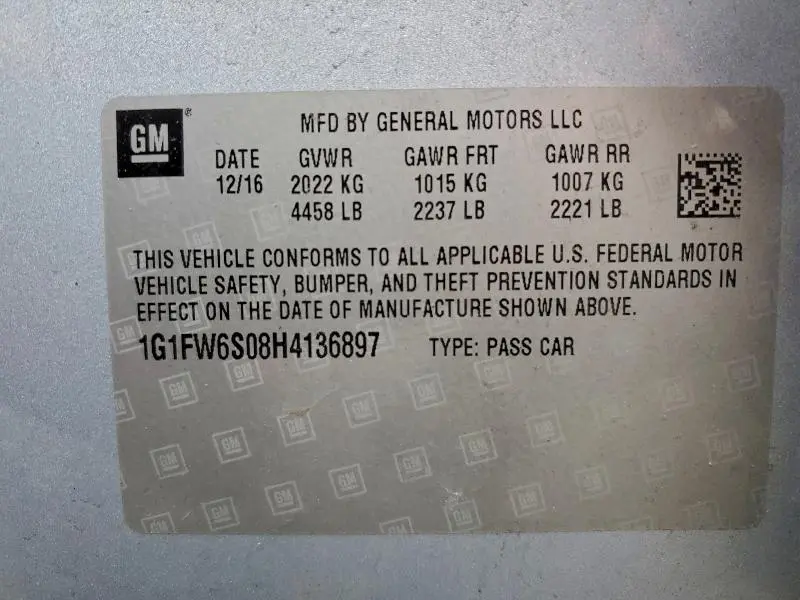 GM®
MFD BY GENERAL MOTORS LLC
DATE GVWR GAWR FRT GAWR RR
12/16 2022 KG 1015 KG 1007 KG
4458 LB 2237 LB 2221 LB
THIS VEHICLE CONFORMS TO ALL APPLICABLE U.S. FEDERAL MOTOR
VEHICLE SAFETY, BUMPER, AND THEFT PREVENTION STANDARDS IN
EFFECT ON THE DATE OF MANUFACTURE SHOWN ABOVE.
1G1FW6S08H4136897 TYPE: PASS CAR